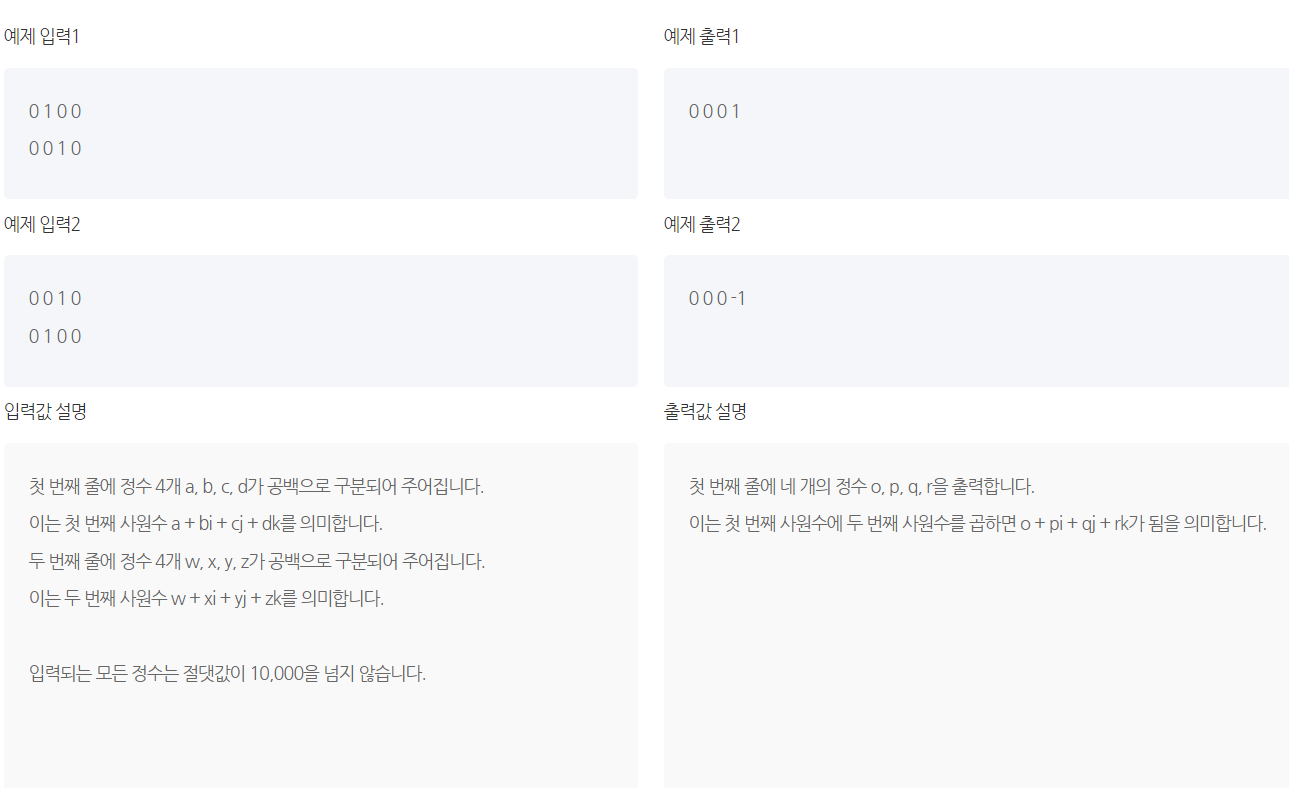 예제 입력1
0 1 0 0
0 0 1 0
예제 출력1
0 0 0 1
예제 입력2
0 0 1 0
0 1 0 0
예제 출력2
0 0 0 -1
입력값 설명
첫 번째 줄에 정수 4개 a, b, c, d가 공백으로 구분되어 주어집니다.
이는 첫 번째 사원수 a + bi + cj + dk를 의미합니다.
두 번째 줄에 정수 4개 w, x, y, z가 공백으로 구분되어 주어집니다.
이는 두 번째 사원수 w + xi + yj + zk를 의미합니다.
입력되는 모든 정수는 절댓값이 10,000을 넘지 않습니다.
출력값 설명
첫 번째 줄에 네 개의 정수 o, p, q, r을 출력합니다.
이는 첫 번째 사원수에 두 번째 사원수를 곱하면 o + pi + qj + rk가 됨을 의미합니다.